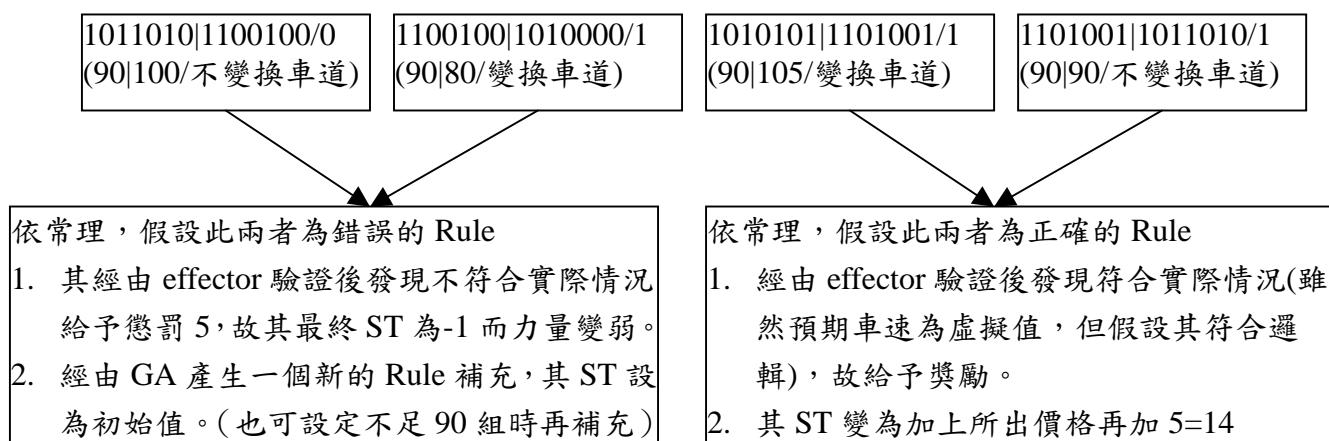 1011010|1100100/0
(90|100/不變換車道)
1100100|1010000/1
(90|80/變換車道)
1010101|1101001/1
(90|105/變換車道)
1101001|1011010/1
(90|90/不變換車道)
依常理，假設此兩者為錯誤的 Rule
1. 其經由 effector 驗證後發現不符合實際情況
給予懲罰 5，故其最終 ST 為-1 而力量變弱。
2. 經由 GA 產生一個新的 Rule 補充，其 ST 設
為初始值。（也可設定不足 90 組時再補充）
依常理，假設此兩者為正確的 Rule
1. 經由 effector 驗證後發現符合實際情況(雖
然預期車速為虛擬值，但假設其符合邏
輯)，故給予獎勵。
2. 其 ST 變為加上所出價格再加 5=14